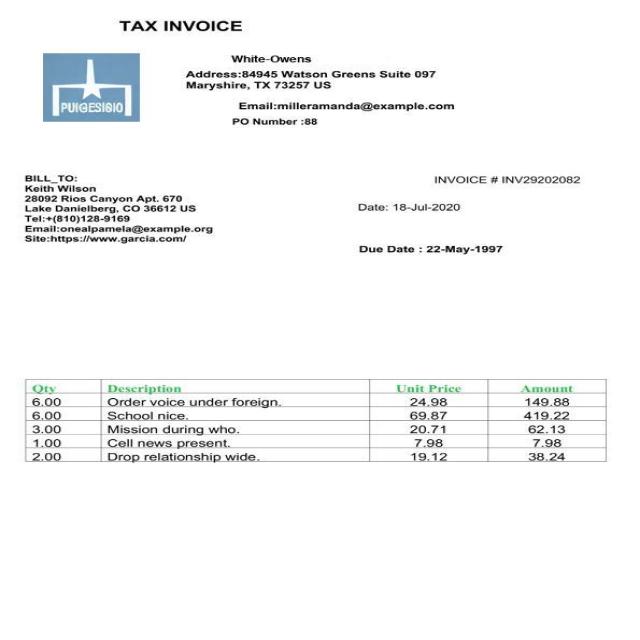 TAX INVOICE
White-Owens
Address:84945 Watson Greens Suite 097
Maryshire, TX 73257 US
Email:milleramanda@example.com
PO Number :88
PUIGESIGIO
BILL_TO:
Keith Wilson
28092 Rios Canyon Apt. 670
Lake Danielberg, CO 36612 US
Tel:+(810)128-9169
Email:onealpamela@example.org
Site:https://www.garcia.com/
INVOICE # INV29202082
Date: 18-Jul-2020
Due Date : 22-May-1997
Qty Description Unit Price Amount
6.00 Order voice under foreign. 24.98 149.88
6.00 School nice. 69.87 419.22
3.00 Mission during who. 20.71 62.13
1.00 Cell news present. 7.98 7.98
2.00 Drop relationship wide. 19.12 38.24